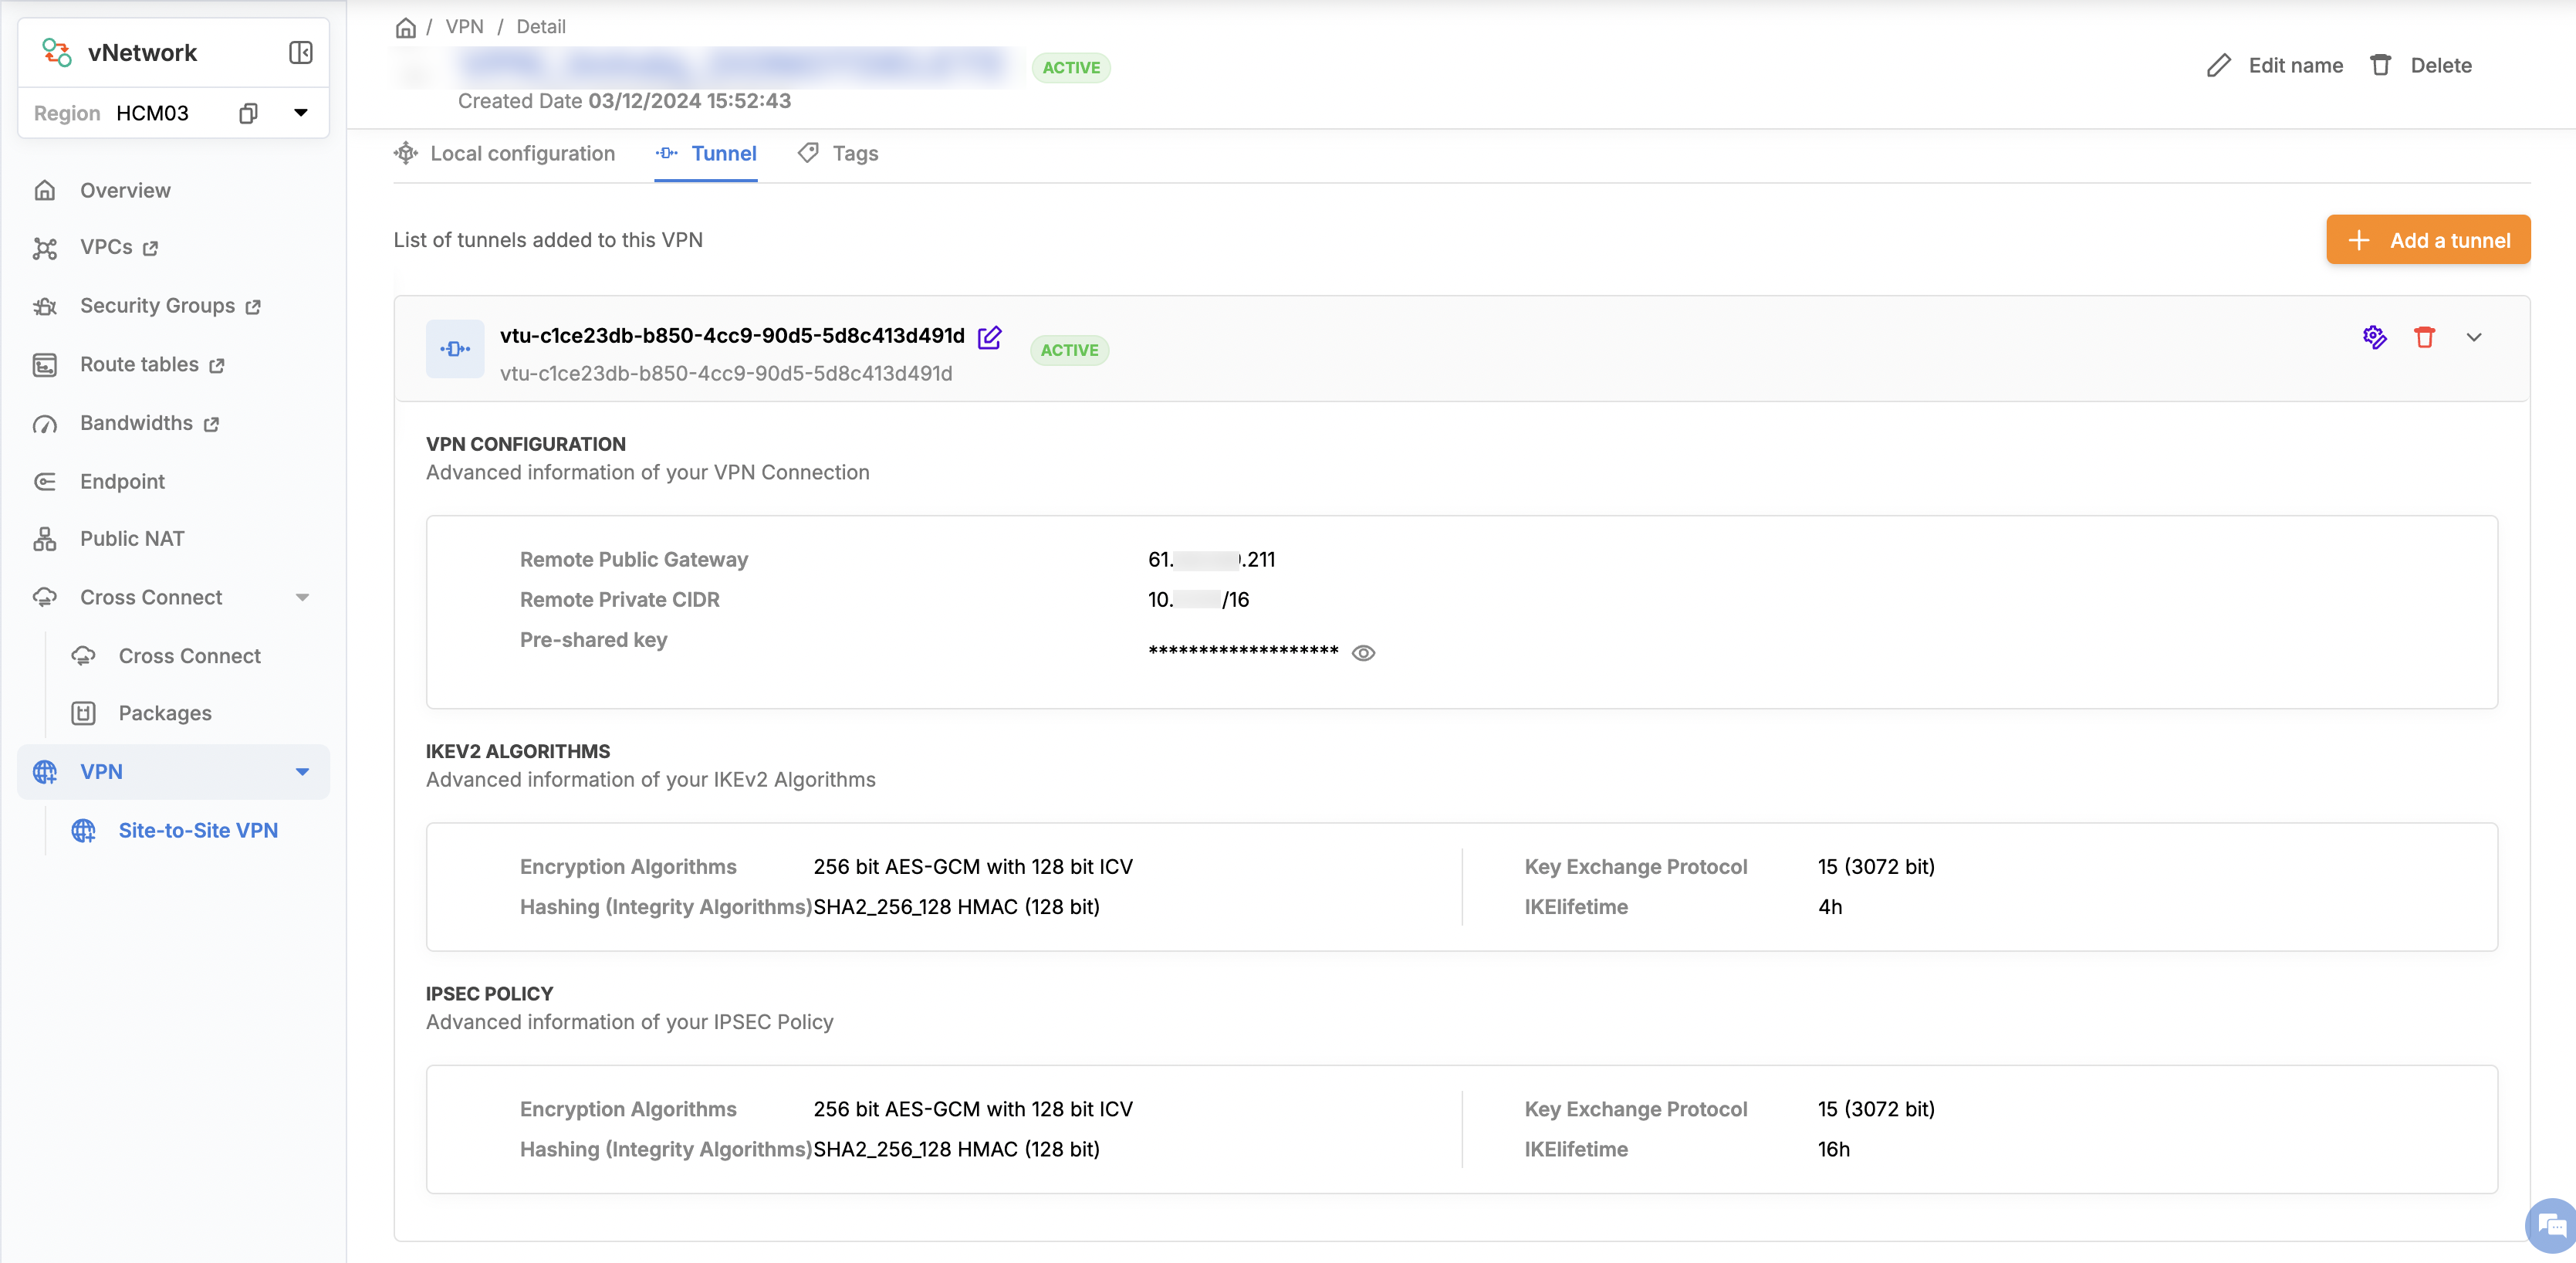 vNetwork
Region HCM03
Overview
VPCs
Security Groups
Route tables
Bandwidths
Endpoint
Public NAT
Cross Connect
Cross Connect
Packages
VPN
Site-to-Site VPN
/ VPN / Detail
ACTIVE
Created Date 03/12/2024 15:52:43
Edit name
Delete
Local configuration
Tunnel
Tags
List of tunnels added to this VPN
Add a tunnel
vtu-c1ce23db-b850-4cc9-90d5-5d8c413d491d
ACTIVE
vtu-c1ce23db-b850-4cc9-90d5-5d8c413d491d
VPN CONFIGURATION
Advanced information of your VPN Connection
Remote Public Gateway 61. .211
Remote Private CIDR 10. /16
Pre-shared key *******************
IKEV2 ALGORITHMS
Advanced information of your IKEv2 Algorithms
Encryption Algorithms 256 bit AES-GCM with 128 bit ICV
Hashing (Integrity Algorithms) SHA2_256_128 HMAC (128 bit)
Key Exchange Protocol 15 (3072 bit)
IKElifetime 4h
IPSEC POLICY
Advanced information of your IPSEC Policy
Encryption Algorithms 256 bit AES-GCM with 128 bit ICV
Hashing (Integrity Algorithms) SHA2_256_128 HMAC (128 bit)
Key Exchange Protocol 15 (3072 bit)
IKElifetime 16h